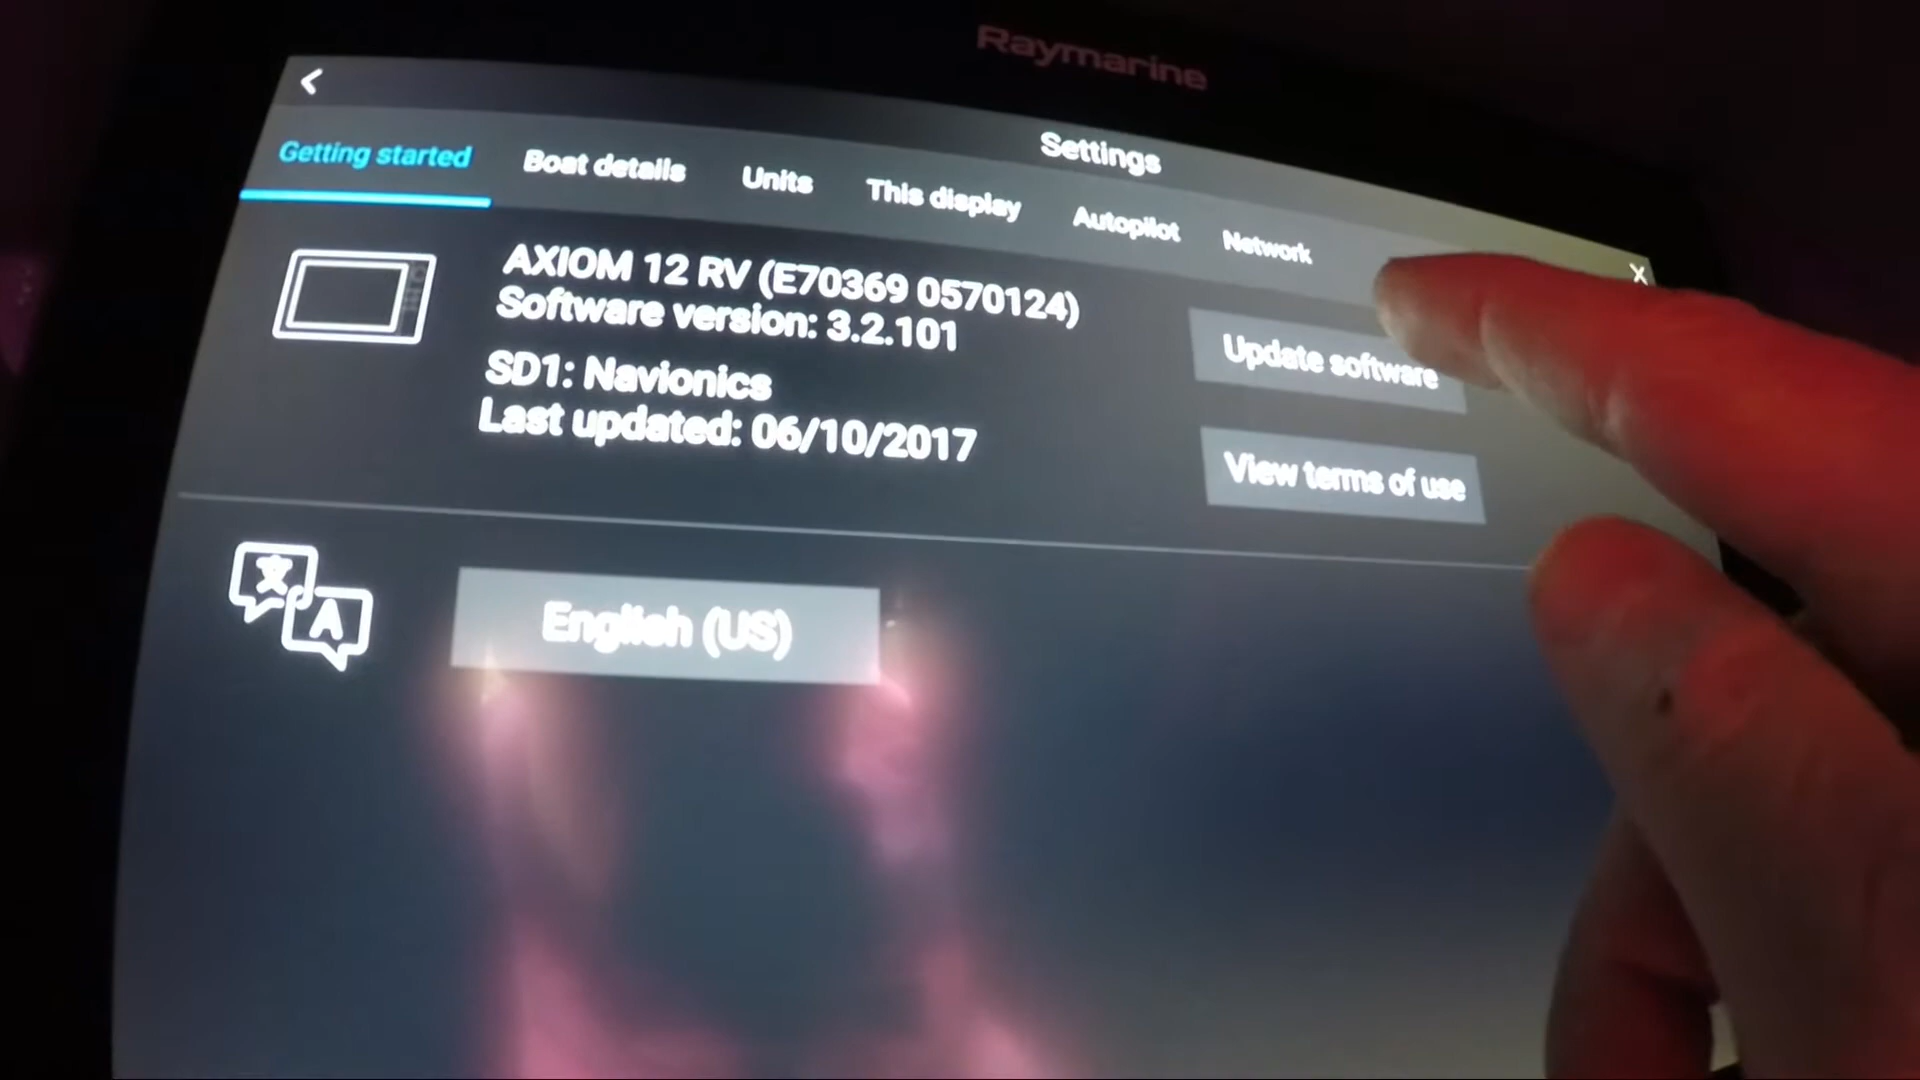 Raymarine
Settings
Getting started
Boat details
Units
This display
Autopilot
Network
AXIOM 12 RV (E70369 0570124)
Software version: 3.2.101
SD1: Navionics
Last updated: 06/10/2017
Update software
View terms of use
文
A
English (US)